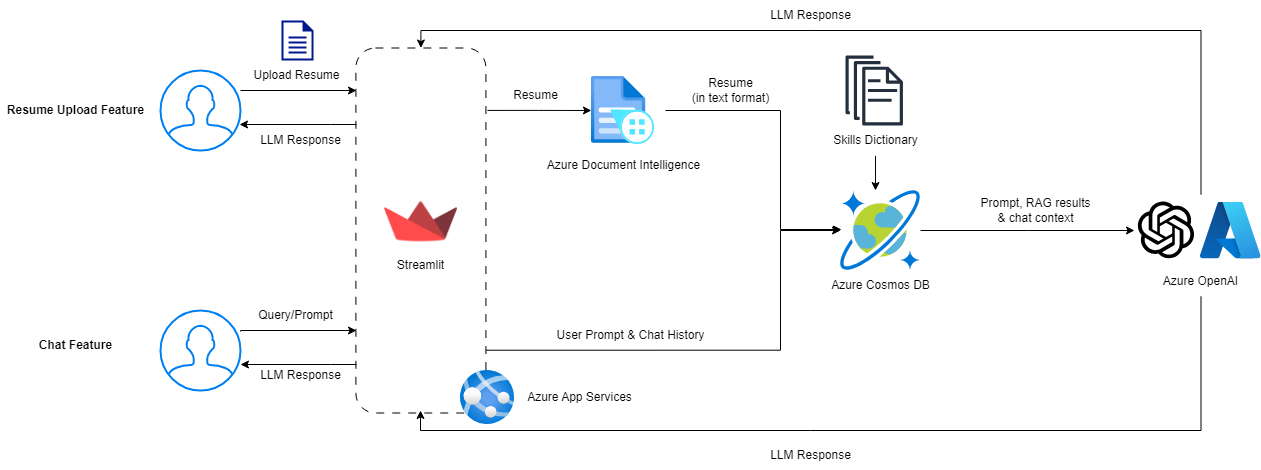 LLM Response
Upload Resume
Resume Upload Feature
LLM Response
Resume
Resume
(in text format)
Azure Document Intelligence
Skills Dictionary
Streamlit
Prompt, RAG results
& chat context
Azure Cosmos DB
Azure OpenAI
Query/Prompt
Chat Feature
LLM Response
User Prompt & Chat History
Azure App Services
LLM Response